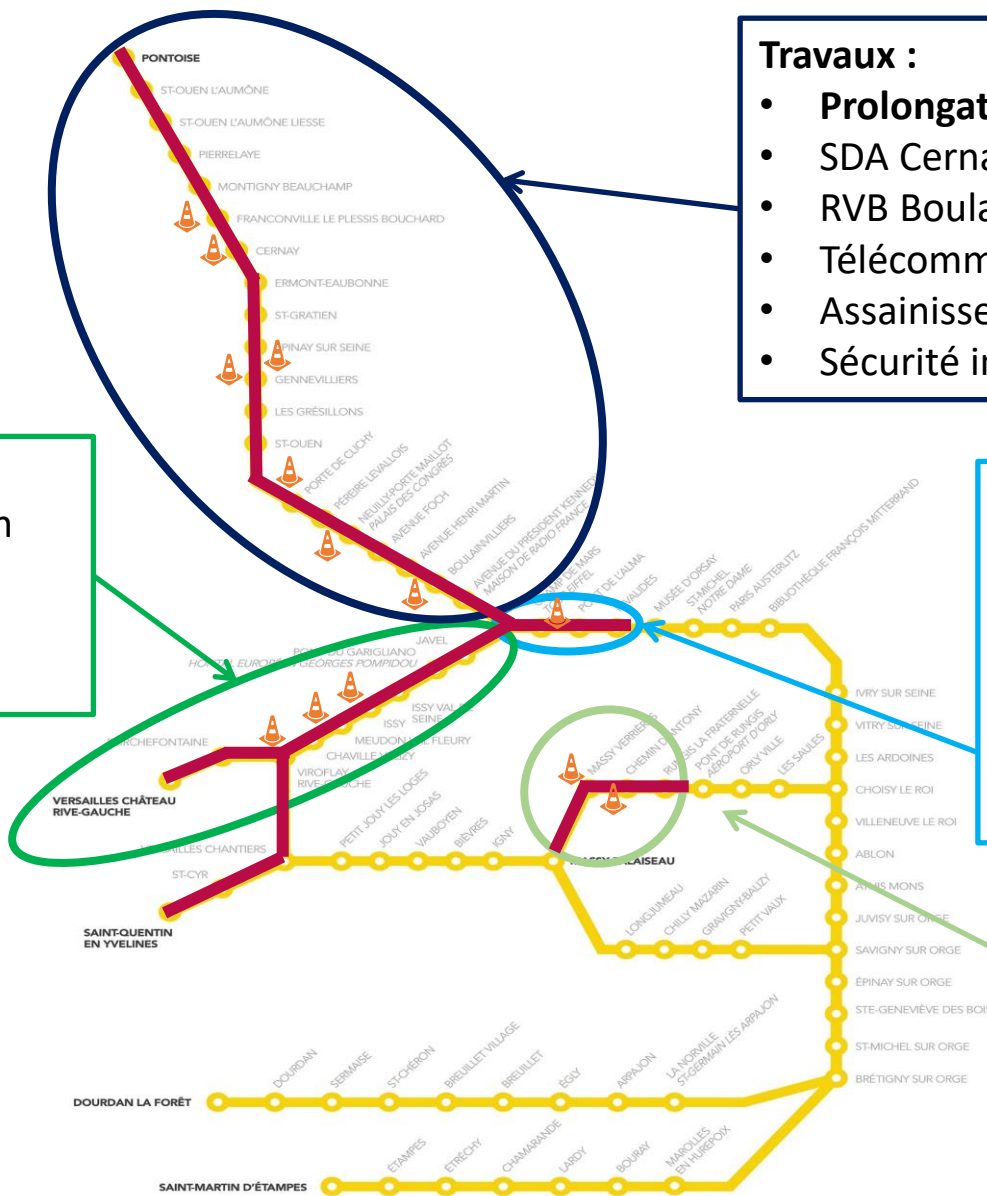 Travaux :
• Prolongat
• SDA Cerna
• RVB Boula
• Télécomm
• Assainisse
• Sécurité in
n
PONTOISE
ST-OUEN L'AUMÔNE
ST-OUEN L'AUMÔNE LIESSE
PIERRELAYE
MONTIGNY BEAUCHAMP
FRANCONVILLE LE PLESSIS BOUCHARD
CERNAY
ERMONT-EAUBONNE
ST-GRATIEN
ÉPINAY SUR SEINE
GENNEVILLIERS
LES GRÉSILLONS
ST-OUEN
PORTE DE CLICHY
PÉREIRE LEVALLOIS
NEUILLY-PORTE MAILLOT
PALAIS DES CONGRÈS
AVENUE FOCH
AVENUE HENRI MARTIN
BOULAINVILLIERS
AVENUE DU PRÉSIDENT KENNEDY
MAISON DE RADIO FRANCE
DE MARS
EIFFEL
PONT DE L'ALMA
MUSÉE D'ORSAY
ST-MICHEL
NOTRE DAME
PARIS AUSTERLITZ
BIBLIOTHÈQUE FRANÇOIS MITTERRAND
JAVEL
GARIGLIANO
GEORGES POMPIDOU
ISSY VAL DE
SEINE
ISSY
MEUDON VAL FLEURY
CHAVILLE VÉLIZY
VIROFLAY
RIVE-GAUCHE
PORCHEFONTAINE
VERSAILLES CHÂTEAU
RIVE-GAUCHE
VERSAILLES CHANTIERS
ST-CYR
SAINT-QUENTIN
EN YVELINES
PETIT JOUY LES LOGES
JOUY EN JOSAS
VAUBOYEN
BIÈVRES
IGNY
MASSY-PALAISEAU
MASSY VERRIÈRES
CHEMIN D'ANTONY
RUNGIS LA FRATERNELLE
PONT DE RUNGIS
AÉROPORT D'ORLY
ORLY VILLE
LES SAULES
LONGJUMEAU
CHILLY MAZARIN
GRAVIGNY-BALIZY
PETIT VAUX
IVRY SUR SEINE
VITRY SUR SEINE
LES ARDOINES
CHOISY LE ROI
VILLENEUVE LE ROI
ABLON
ATHIS MONS
JUVISY SUR ORGE
SAVIGNY SUR ORGE
ÉPINAY SUR ORGE
STE-GENEVIÈVE DES BOIS
ST-MICHEL SUR ORGE
BRÉTIGNY SUR ORGE
DOURDAN LA FORÊT
DOURDAN
SERMAISE
ST-CHÉRON
BREUILLET VILLAGE
BREUILLET
ÉGLY
ARPAJON
LA NORVILLE
ST-GERMAIN LÈS ARPAJON
SAINT-MARTIN D'ÉTAMPES
ÉTAMPES
ÉTRÉCHY
CHAMARANDE
LARDY
BOURAY
MAROLLES
EN HUREPOIX